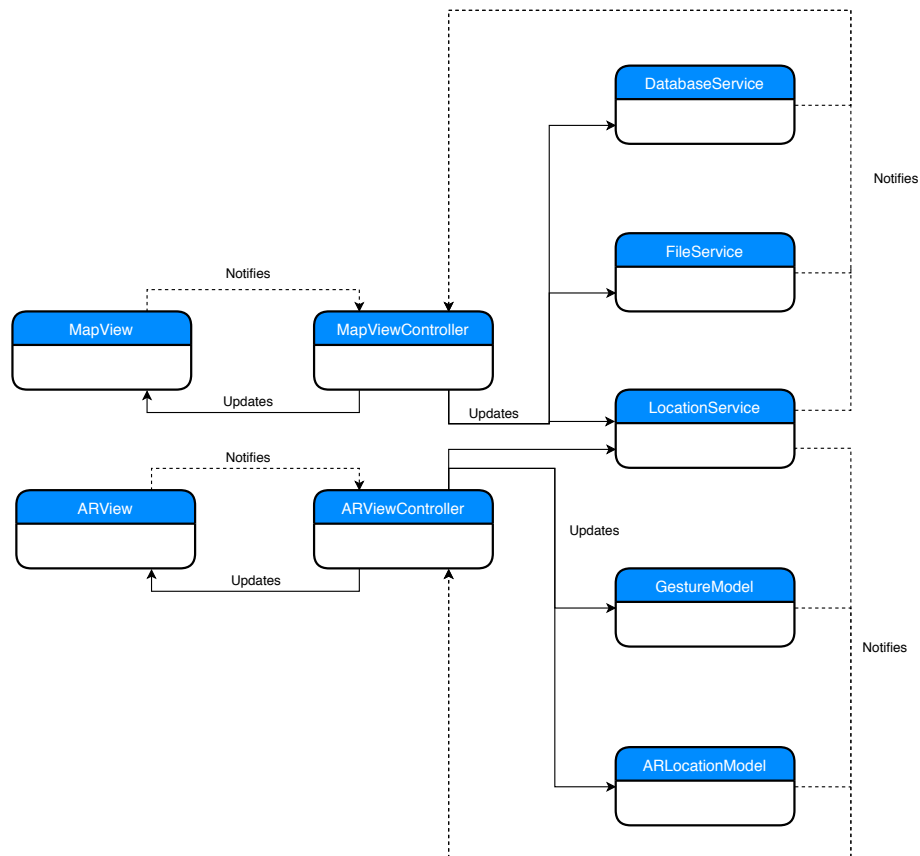 DatabaseService
Notifies
FileService
Notifies
MapView
MapViewController
Updates
Updates
LocationService
Notifies
ARView
ARViewController
Updates
Updates
GestureModel
Notifies
ARLocationModel